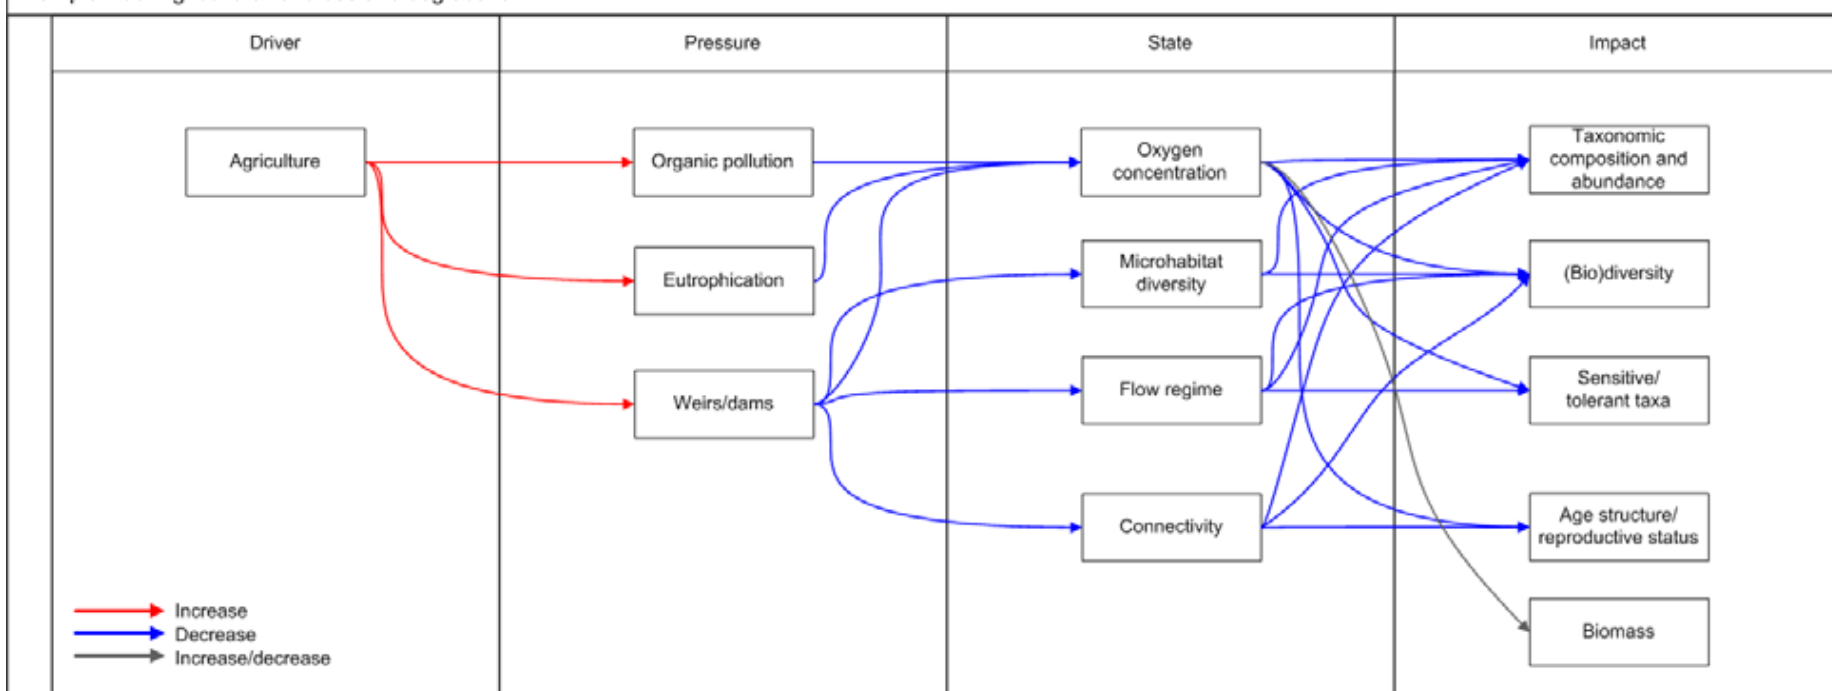 Driver
Pressure
State
Impact
Agriculture
Organic pollution
Eutrophication
Weirs/dams
Oxygen
concentration
Microhabitat
diversity
Flow regime
Connectivity
Taxonomic
composition and
abundance
(Bio)diversity
Sensitive/
tolerant taxa
Age structure/
reproductive status
Biomass
Increase
Decrease
Increase/decrease